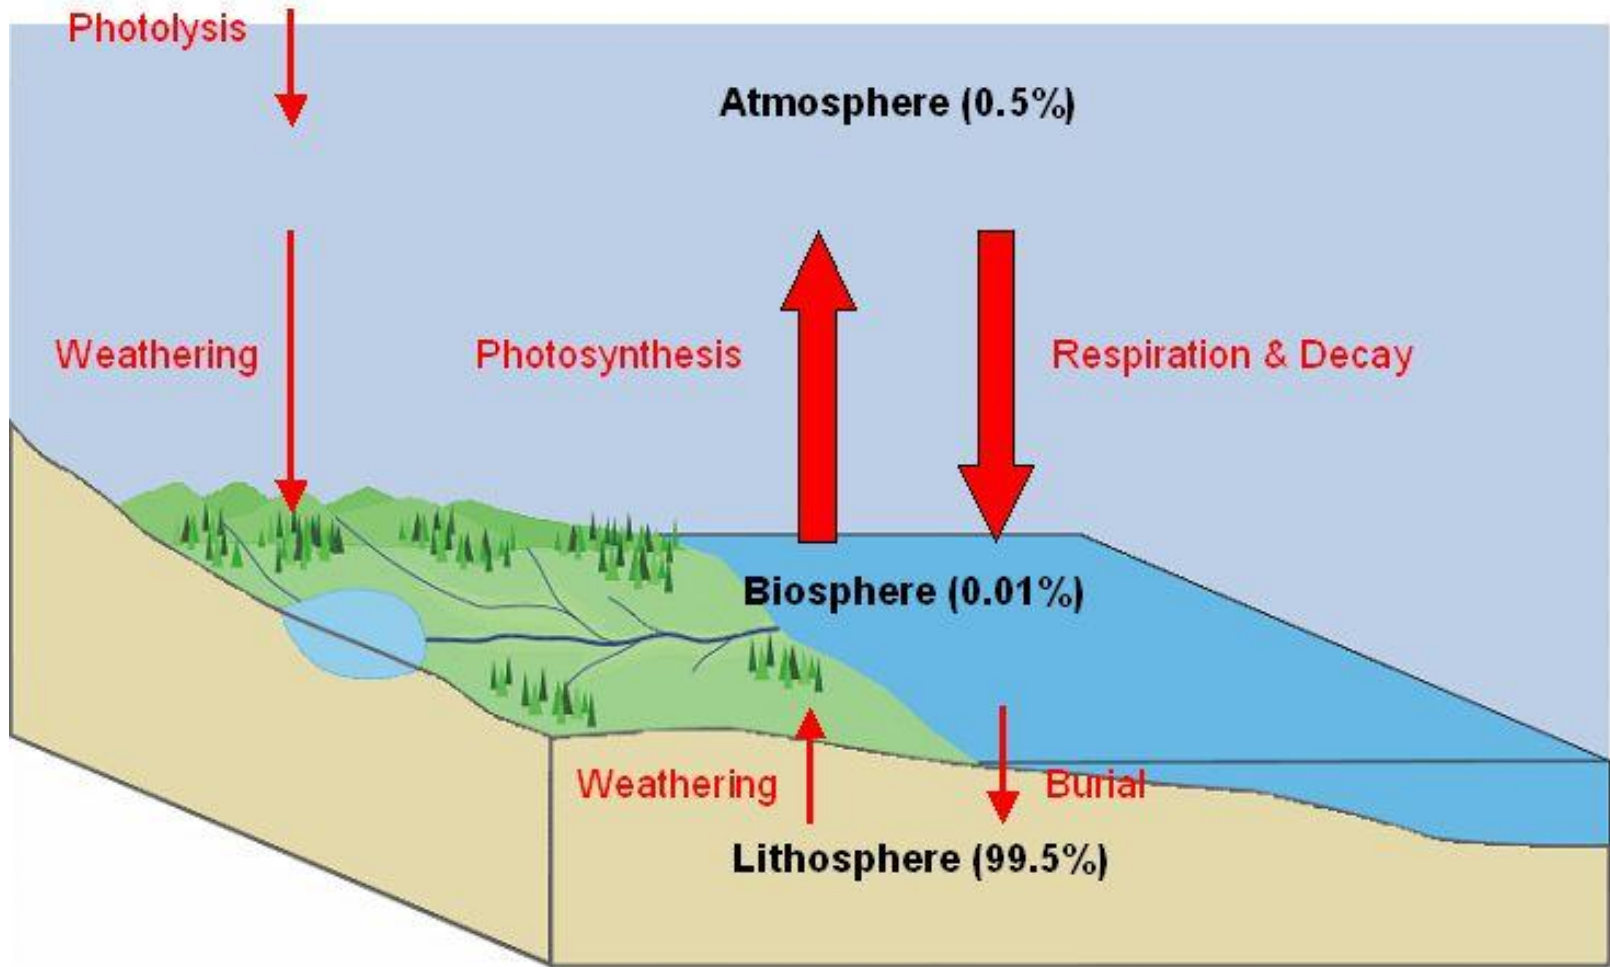 Photolysis
Atmosphere (0.5%)
Weathering
Photosynthesis
Respiration & Decay
Biosphere (0.01%)
Weathering
Burial
Lithosphere (99.5%)